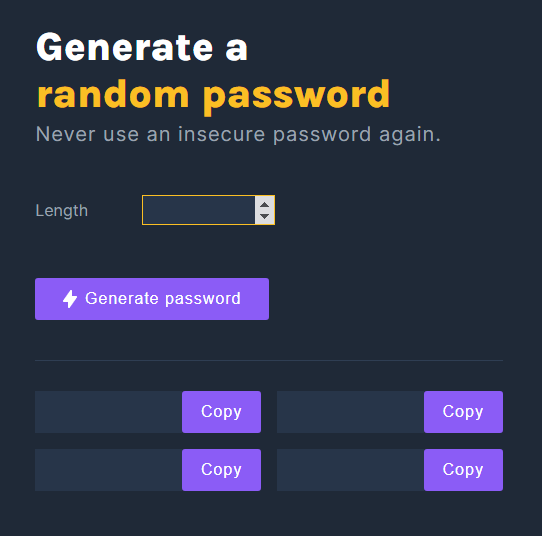 Generate a
random password
Never use an insecure password again.
Length
Generate password
Copy
Copy
Copy
Copy